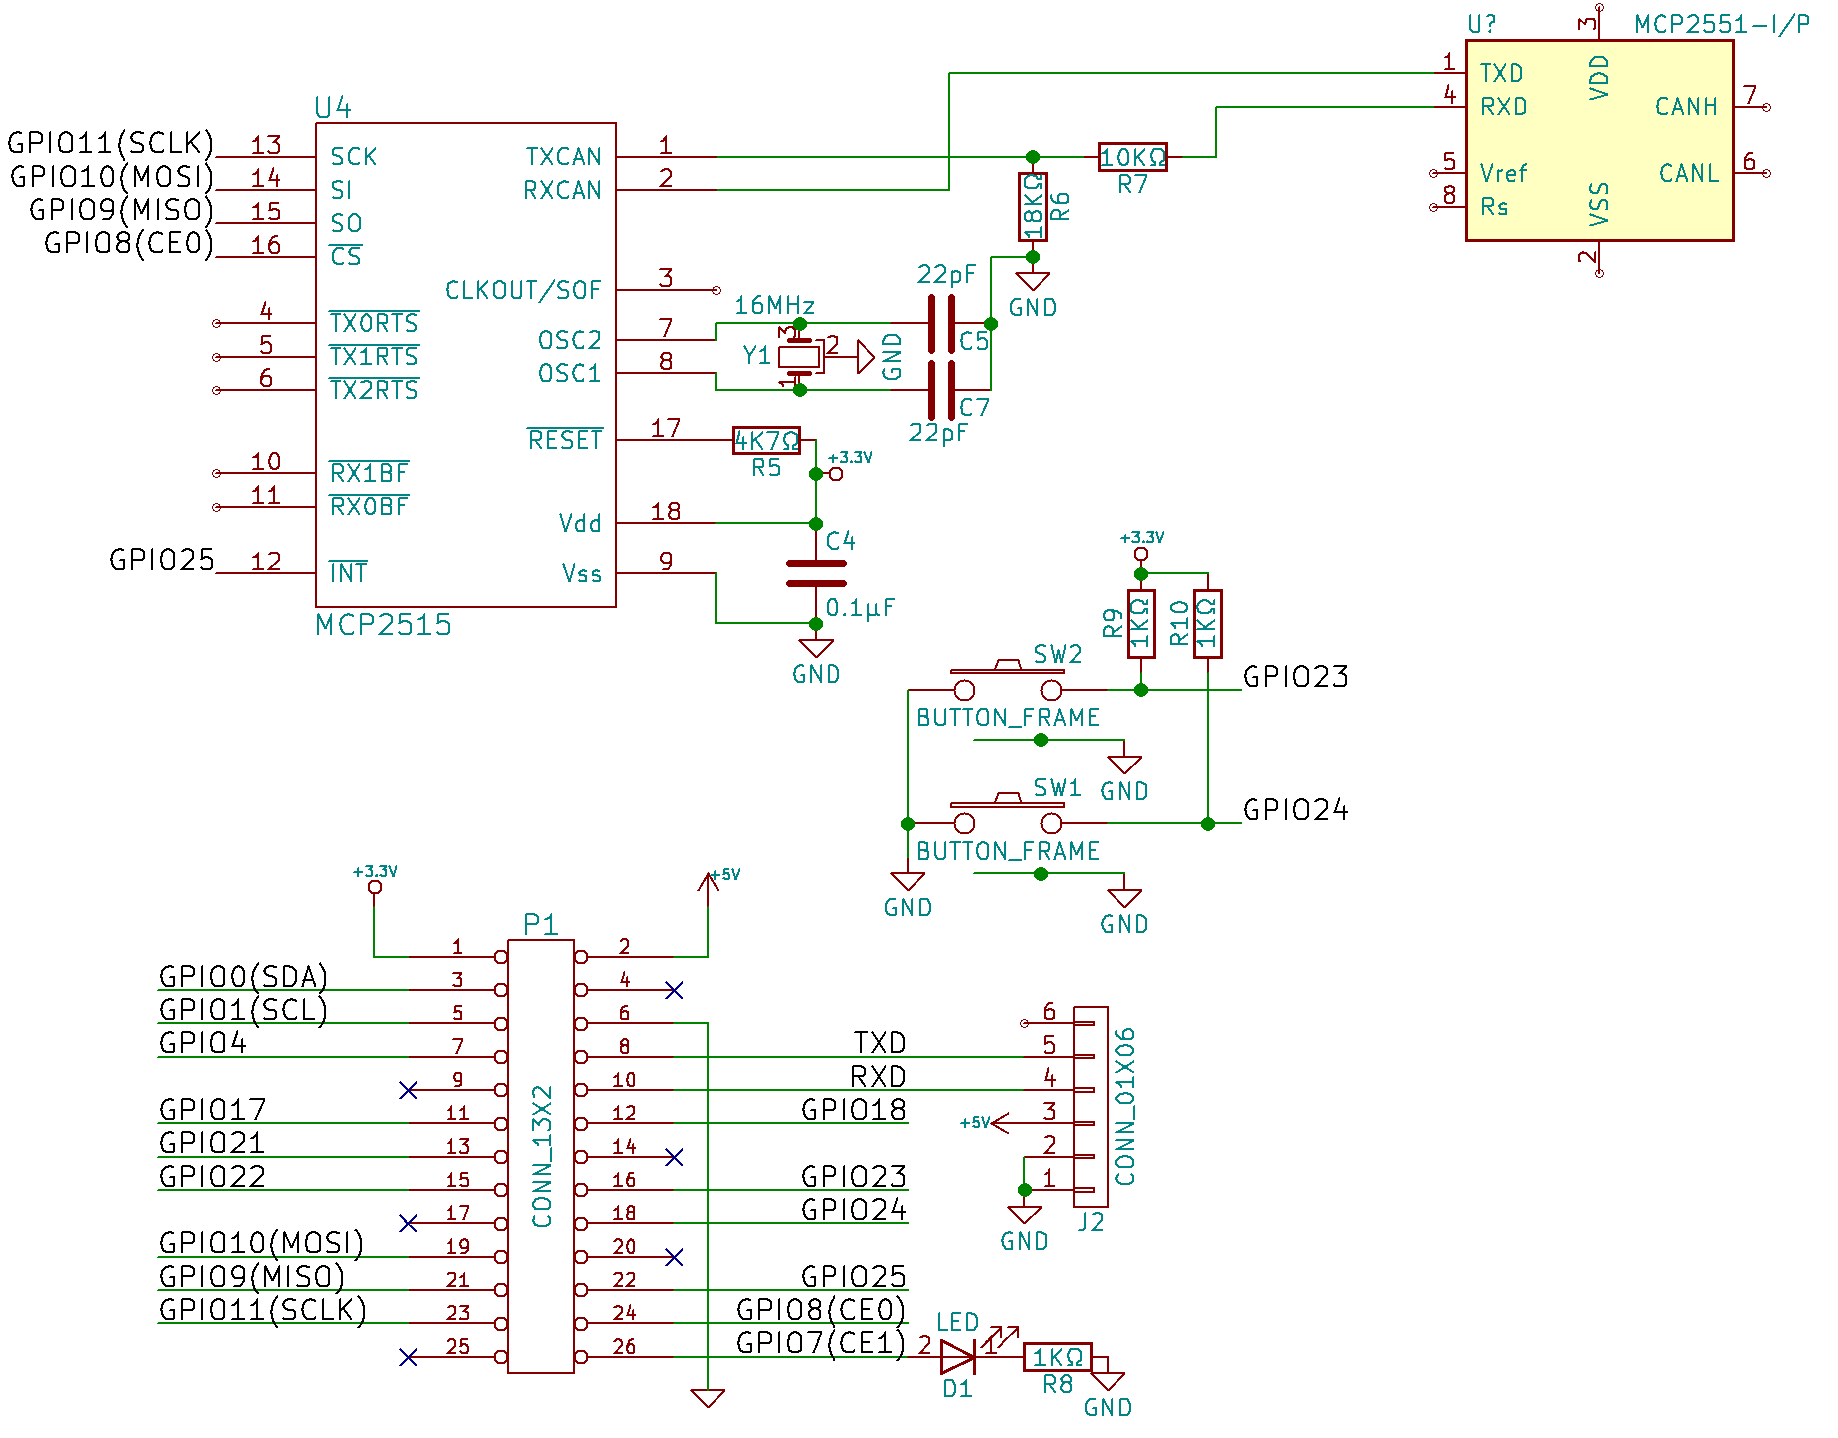 U?
MCP2551-I/P
3
VDD
1
TXD
4
RXD
5
Vref
8
Rs
CANH
7
CANL
6
VSS
2
U4
GPIO11(SCLK)
13
SCK
GPIO10(MOSI)
14
SI
GPIO9(MISO)
15
SO
GPIO8(CE0)
16
CS
4
TX0RTS
5
TX1RTS
6
TX2RTS
10
RX1BF
11
RX0BF
GPIO25
12
INT
TXCAN
1
RXCAN
2
CLKOUT/SOF
3
OSC2
7
OSC1
8
RESET
17
Vdd
18
Vss
9
MCP2515
10KΩ
R7
18KΩ
R6
GND
22pF
C5
C7
22pF
16MHz
Y1
3
2
1
GND
4K7Ω
R5
+3.3V
C4
0.1µF
GND
+3.3V
R9
1KΩ
R10
1KΩ
SW2
GPIO23
BUTTON_FRAME
GND
SW1
GPIO24
BUTTON_FRAME
GND
GND
+3.3V
+5V
P1
CONN_13X2
1
2
GPIO0(SDA)
3
4
GPIO1(SCL)
5
6
GPIO4
7
8
TXD
9
10
RXD
GPIO17
11
12
GPIO18
GPIO21
13
14
GPIO22
15
16
GPIO23
17
18
GPIO24
GPIO10(MOSI)
19
20
GPIO9(MISO)
21
22
GPIO25
GPIO11(SCLK)
23
24
GPIO8(CE0)
25
26
GPIO7(CE1)
6
5
4
3
2
1
+5V
CONN_01X06
J2
GND
LED
2
1
D1
1KΩ
R8
GND